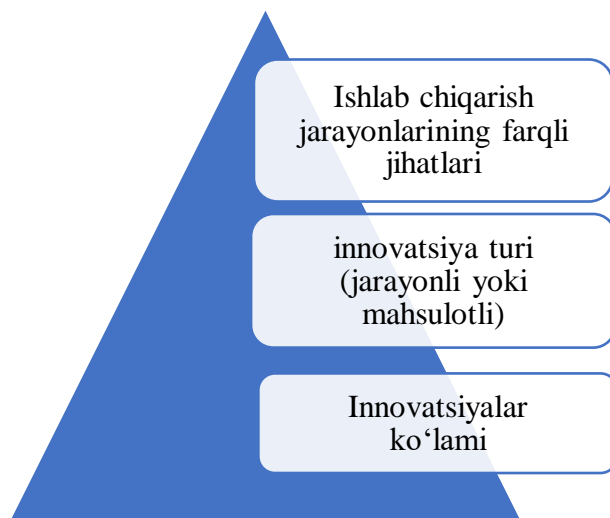 Ishlab chiqarish
jarayonlarining farqli
jihatlari
innovatsiya turi
(jarayonli yoki
mahsulotli)
Innovatsiyalar
ko‘lami